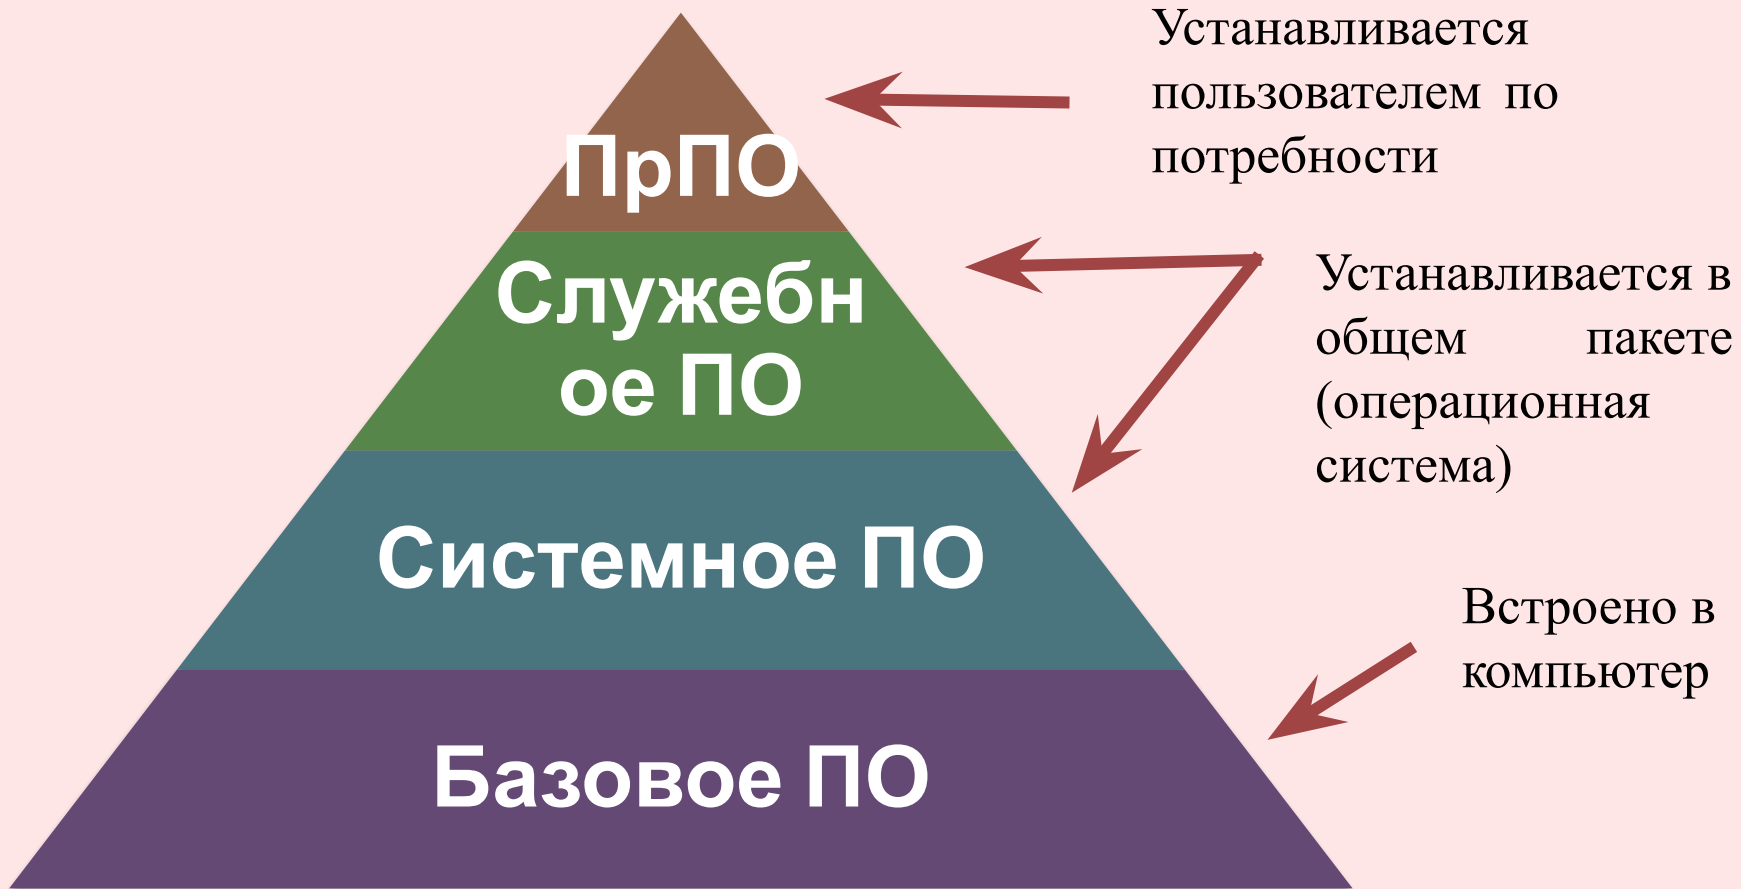 ПрПО
Служебн
ое ПО
Системное ПО
Базовое ПО
Устанавливается
пользователем по
потребности
Устанавливается в
общем пакете
(операционная
система)
Встроено в
компьютер